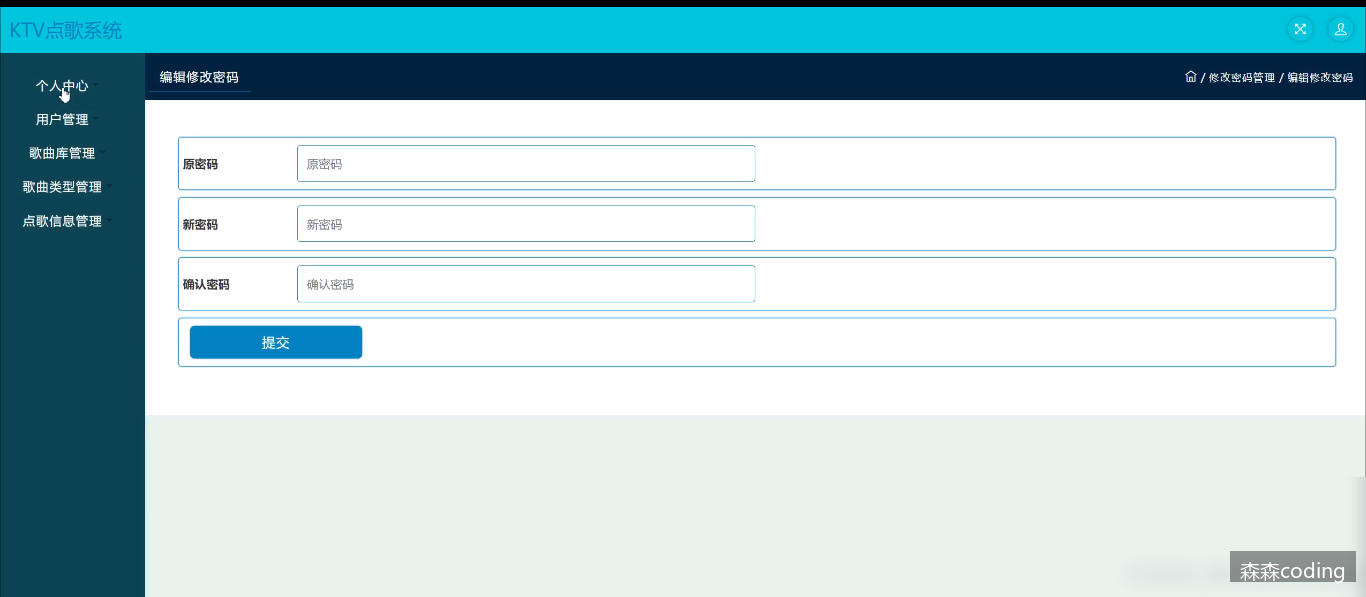 KTV点歌系统
个人中心
用户管理
歌曲库管理
歌曲类型管理
点歌信息管理
编辑修改密码
/ 修改密码管理 / 编辑修改密码
原密码
原密码
新密码
新密码
确认密码
确认密码
提交
森森coding